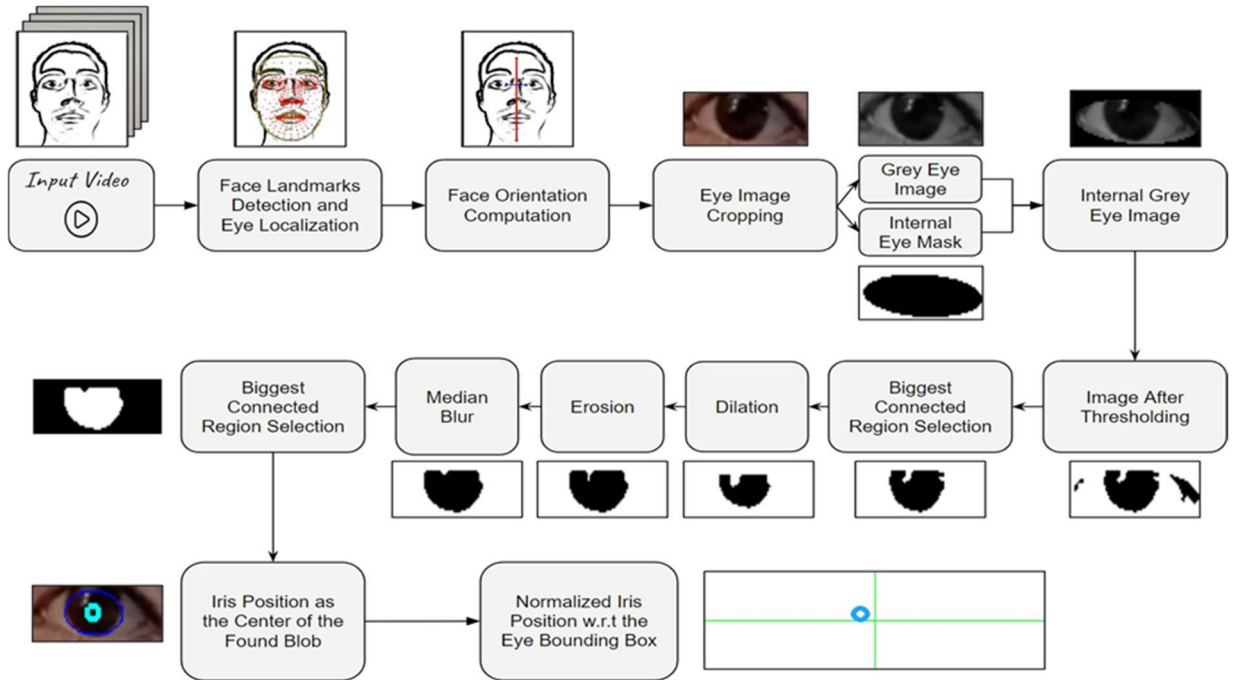 Input Video
Face Landmarks
Detection and
Eye Localization
Face Orientation
Computation
Eye Image
Cropping
Grey Eye
Image
Internal
Eye Mask
Internal Grey
Eye Image
Biggest
Connected
Region Selection
Median
Blur
Erosion
Dilation
Biggest
Connected
Region Selection
Image After
Thresholding
Iris Position as
the Center of the
Found Blob
Normalized Iris
Position w.r.t the
Eye Bounding Box